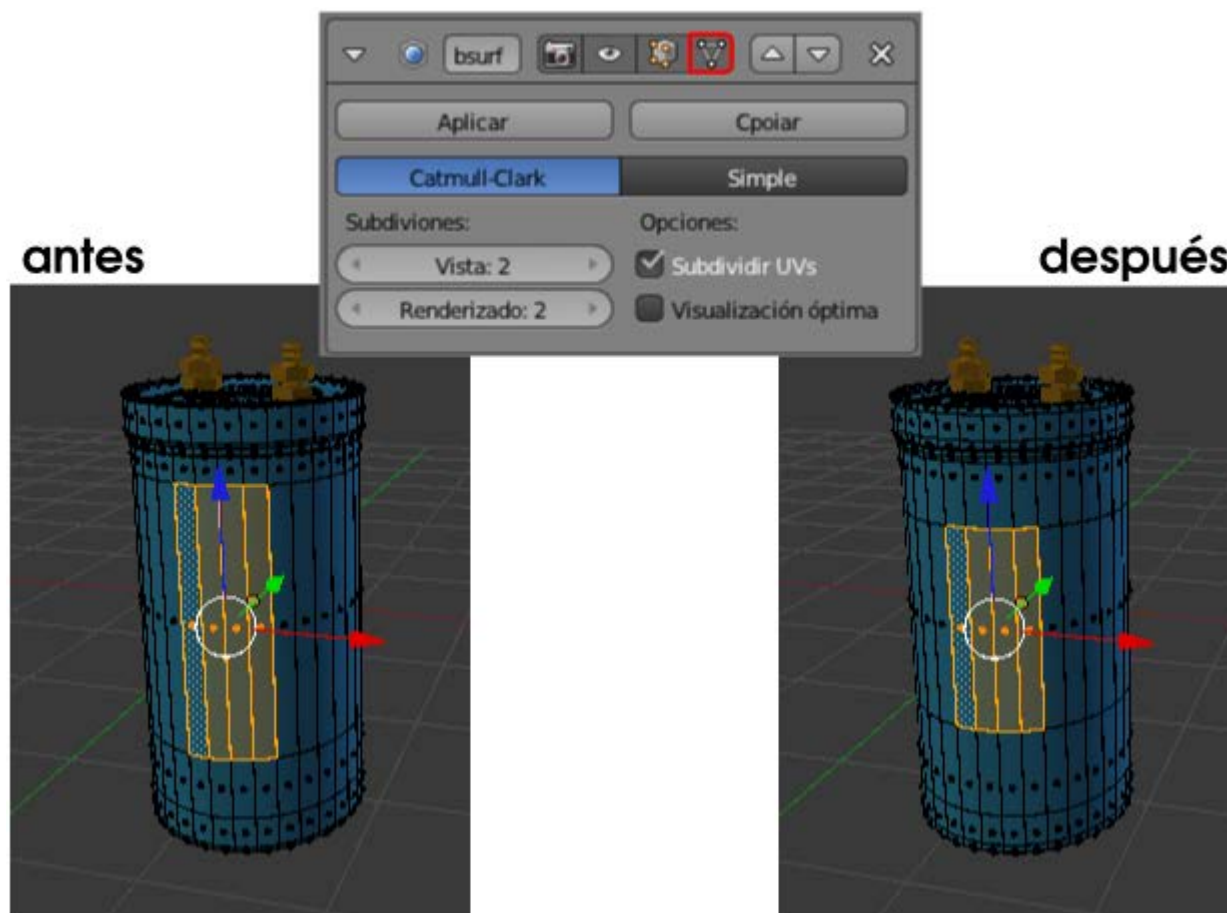 bsurf
Aplicar
Cpoiar
Catmull-Clark
Simple
Subdiviones:
Opciones:
Vista: 2
Subdividir UVs
Renderizado: 2
Visualización óptima
antes
después